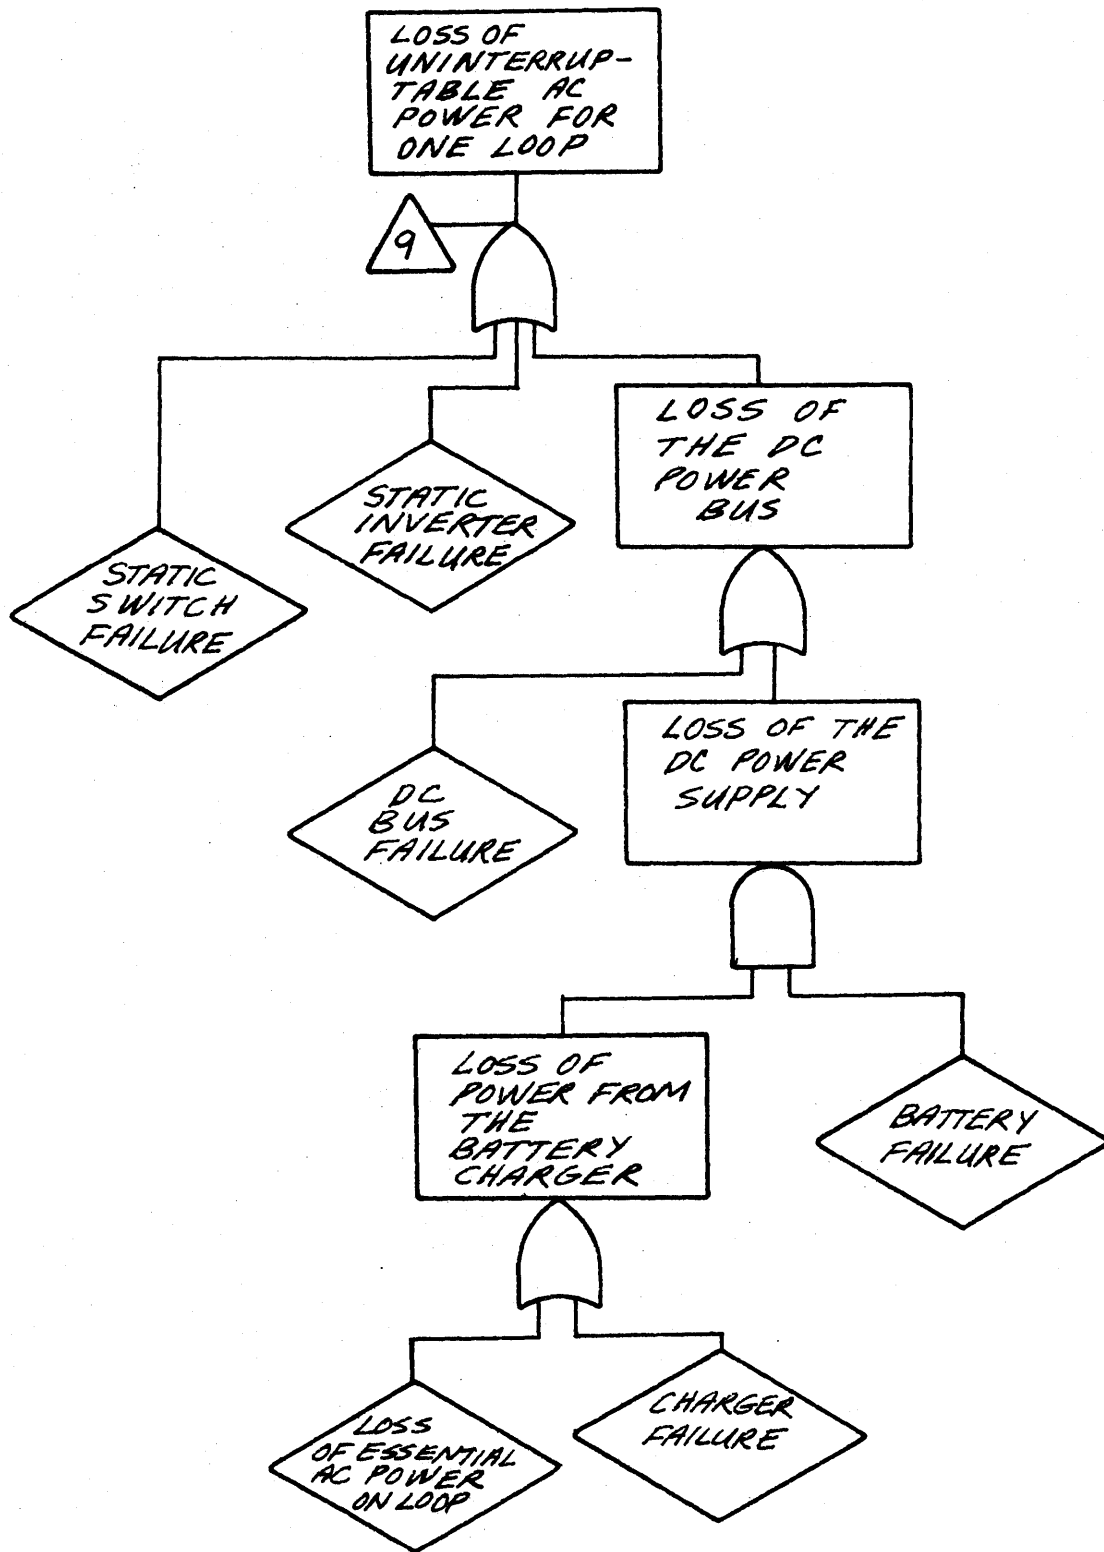 LOSS OF
UNINTERRUP-
TABLE AC
POWER FOR
ONE LOOP
9
STATIC
SWITCH
FAILURE
STATIC
INVERTER
FAILURE
LOSS OF
THE DC
POWER
BUS
DC
BUS
FAILURE
LOSS OF THE
DC POWER
SUPPLY
LOSS OF
POWER FROM
THE
BATTERY
CHARGER
BATTERY
FAILURE
LOSS
OF ESSENTIAL
AC POWER
ON LOOP
CHARGER
FAILURE